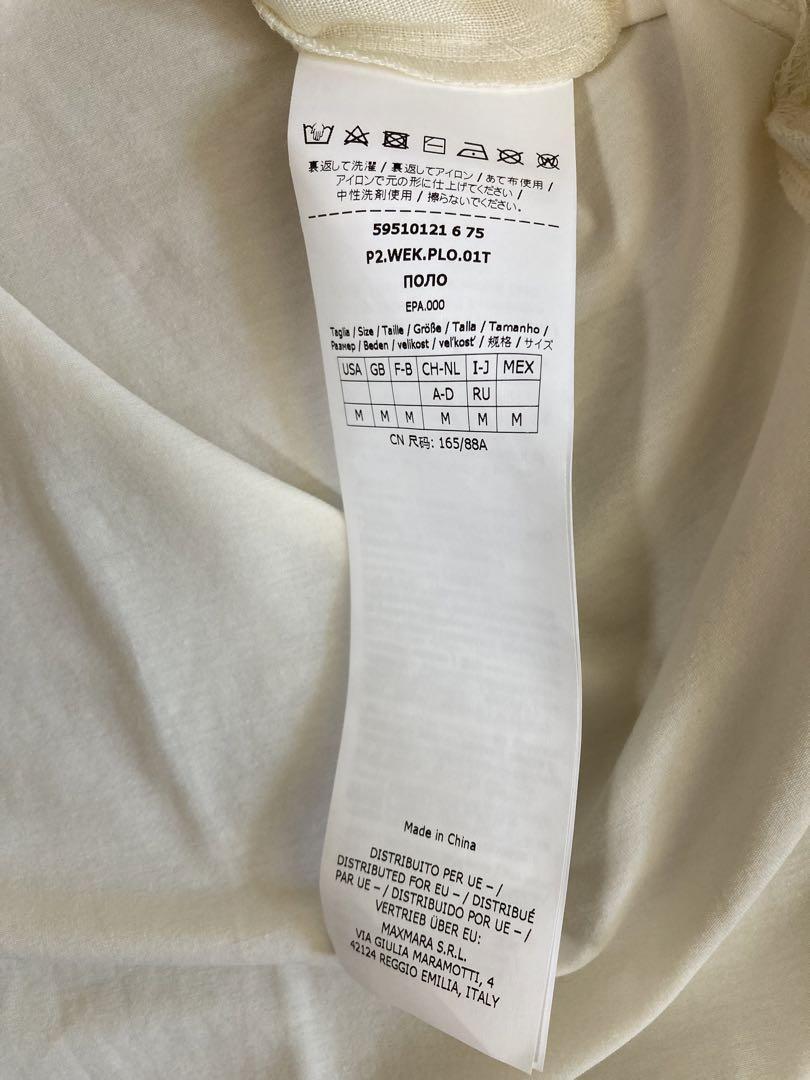 裏返して洗濯 / 裏返してアイロン / あて布使用 /
アイロンで元の形に仕上げてください /
中性洗剤使用 / 擦らないでください。
59510121 6 75
P2.WEK.PLO.01T
ПОЛО
EPA.000
Taglia / Size / Taille / Größe / Talla / Tamanho /
Размер / Beden / velikost / veľkosť / 规格 / サイズ
USA GB F-B CH-NL I-J MEX
A-D RU
M M M M M M
CN 尺码: 165/88A
Made in China
DISTRIBUITO PER UE – /
DISTRIBUTED FOR EU – / DISTRIBUÉ
PAR UE – / DISTRIBUIDO POR UE – /
VERTRIEB ÜBER EU:
MAXMARA S.R.L.
VIA GIULIA MARAMOTTI, 4
42124 REGGIO EMILIA, ITALY